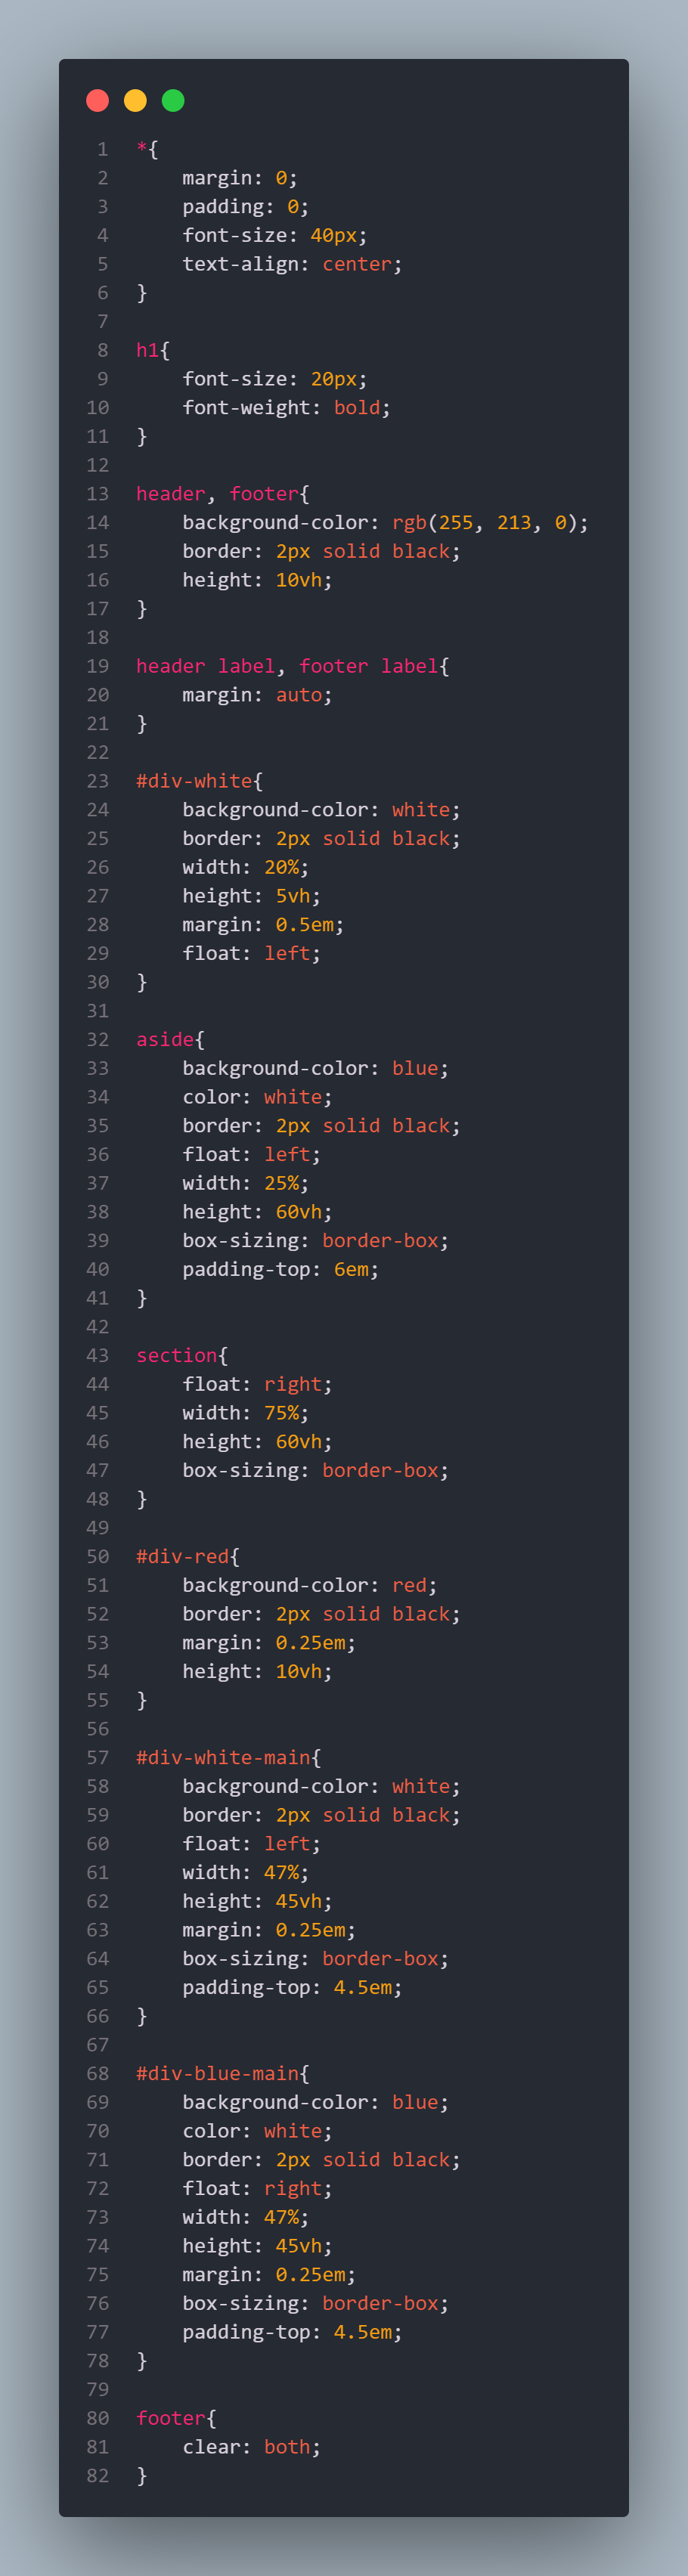 1 *{
2     margin: 0;
3     padding: 0;
4     font-size: 40px;
5     text-align: center;
6 }
7
8 h1{
9     font-size: 20px;
10     font-weight: bold;
11 }
12
13 header, footer{
14     background-color: rgb(255, 213, 0);
15     border: 2px solid black;
16     height: 10vh;
17 }
18
19 header label, footer label{
20     margin: auto;
21 }
22
23 #div-white{
24     background-color: white;
25     border: 2px solid black;
26     width: 20%;
27     height: 5vh;
28     margin: 0.5em;
29     float: left;
30 }
31
32 aside{
33     background-color: blue;
34     color: white;
35     border: 2px solid black;
36     float: left;
37     width: 25%;
38     height: 60vh;
39     box-sizing: border-box;
40     padding-top: 6em;
41 }
42
43 section{
44     float: right;
45     width: 75%;
46     height: 60vh;
47     box-sizing: border-box;
48 }
49
50 #div-red{
51     background-color: red;
52     border: 2px solid black;
53     margin: 0.25em;
54     height: 10vh;
55 }
56
57 #div-white-main{
58     background-color: white;
59     border: 2px solid black;
60     float: left;
61     width: 47%;
62     height: 45vh;
63     margin: 0.25em;
64     box-sizing: border-box;
65     padding-top: 4.5em;
66 }
67
68 #div-blue-main{
69     background-color: blue;
70     color: white;
71     border: 2px solid black;
72     float: right;
73     width: 47%;
74     height: 45vh;
75     margin: 0.25em;
76     box-sizing: border-box;
77     padding-top: 4.5em;
78 }
79
80 footer{
81     clear: both;
82 }